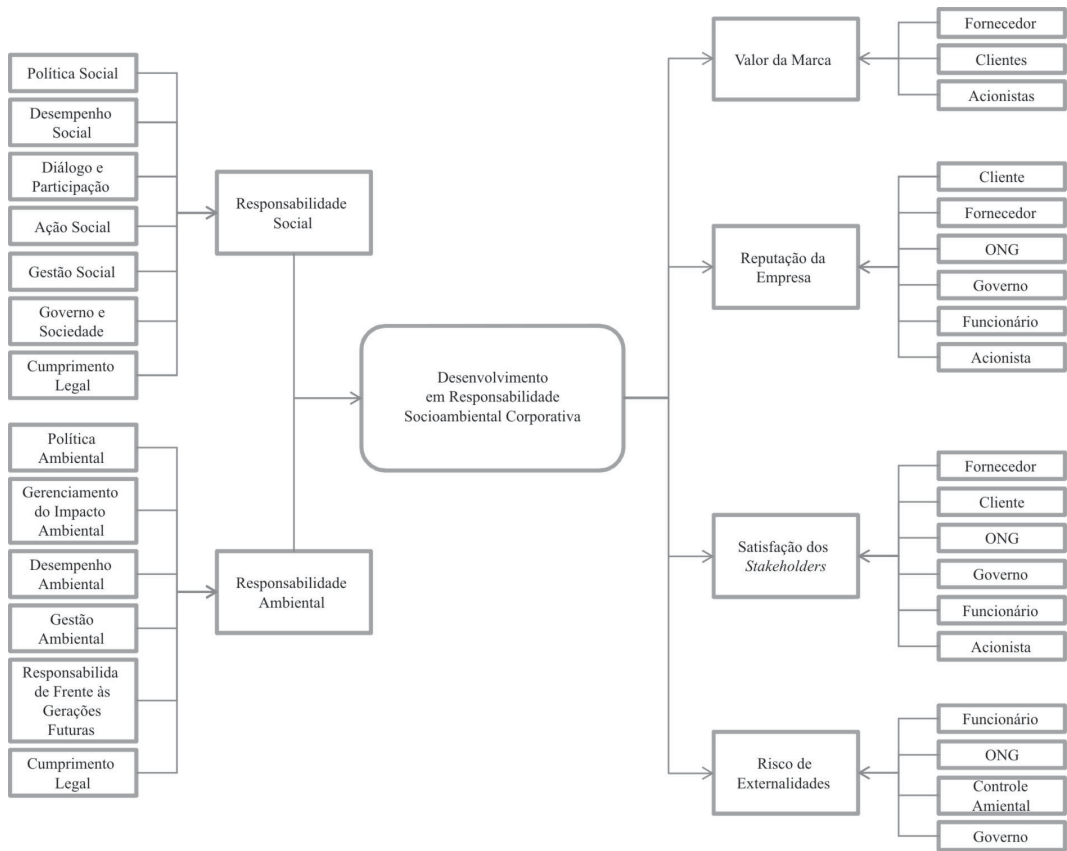 Política Social
Desempenho
Social
Diálogo e
Participação
Ação Social
Gestão Social
Governo e
Sociedade
Cumprimento
Legal
Responsabilidade
Social
Política
Ambiental
Gerenciamento
do Impacto
Ambiental
Desempenho
Ambiental
Gestão
Ambiental
Responsabilida
de Frente às
Gerações
Futuras
Cumprimento
Legal
Responsabilidade
Ambiental
Desenvolvimento
em Responsabilidade
Socioambiental Corporativa
Valor da Marca
Fornecedor
Clientes
Acionistas
Reputação da
Empresa
Cliente
Fornecedor
ONG
Governo
Funcionário
Acionista
Satisfação dos
Stakeholders
Fornecedor
Cliente
ONG
Governo
Funcionário
Acionista
Risco de
Externalidades
Funcionário
ONG
Controle
Amiental
Governo